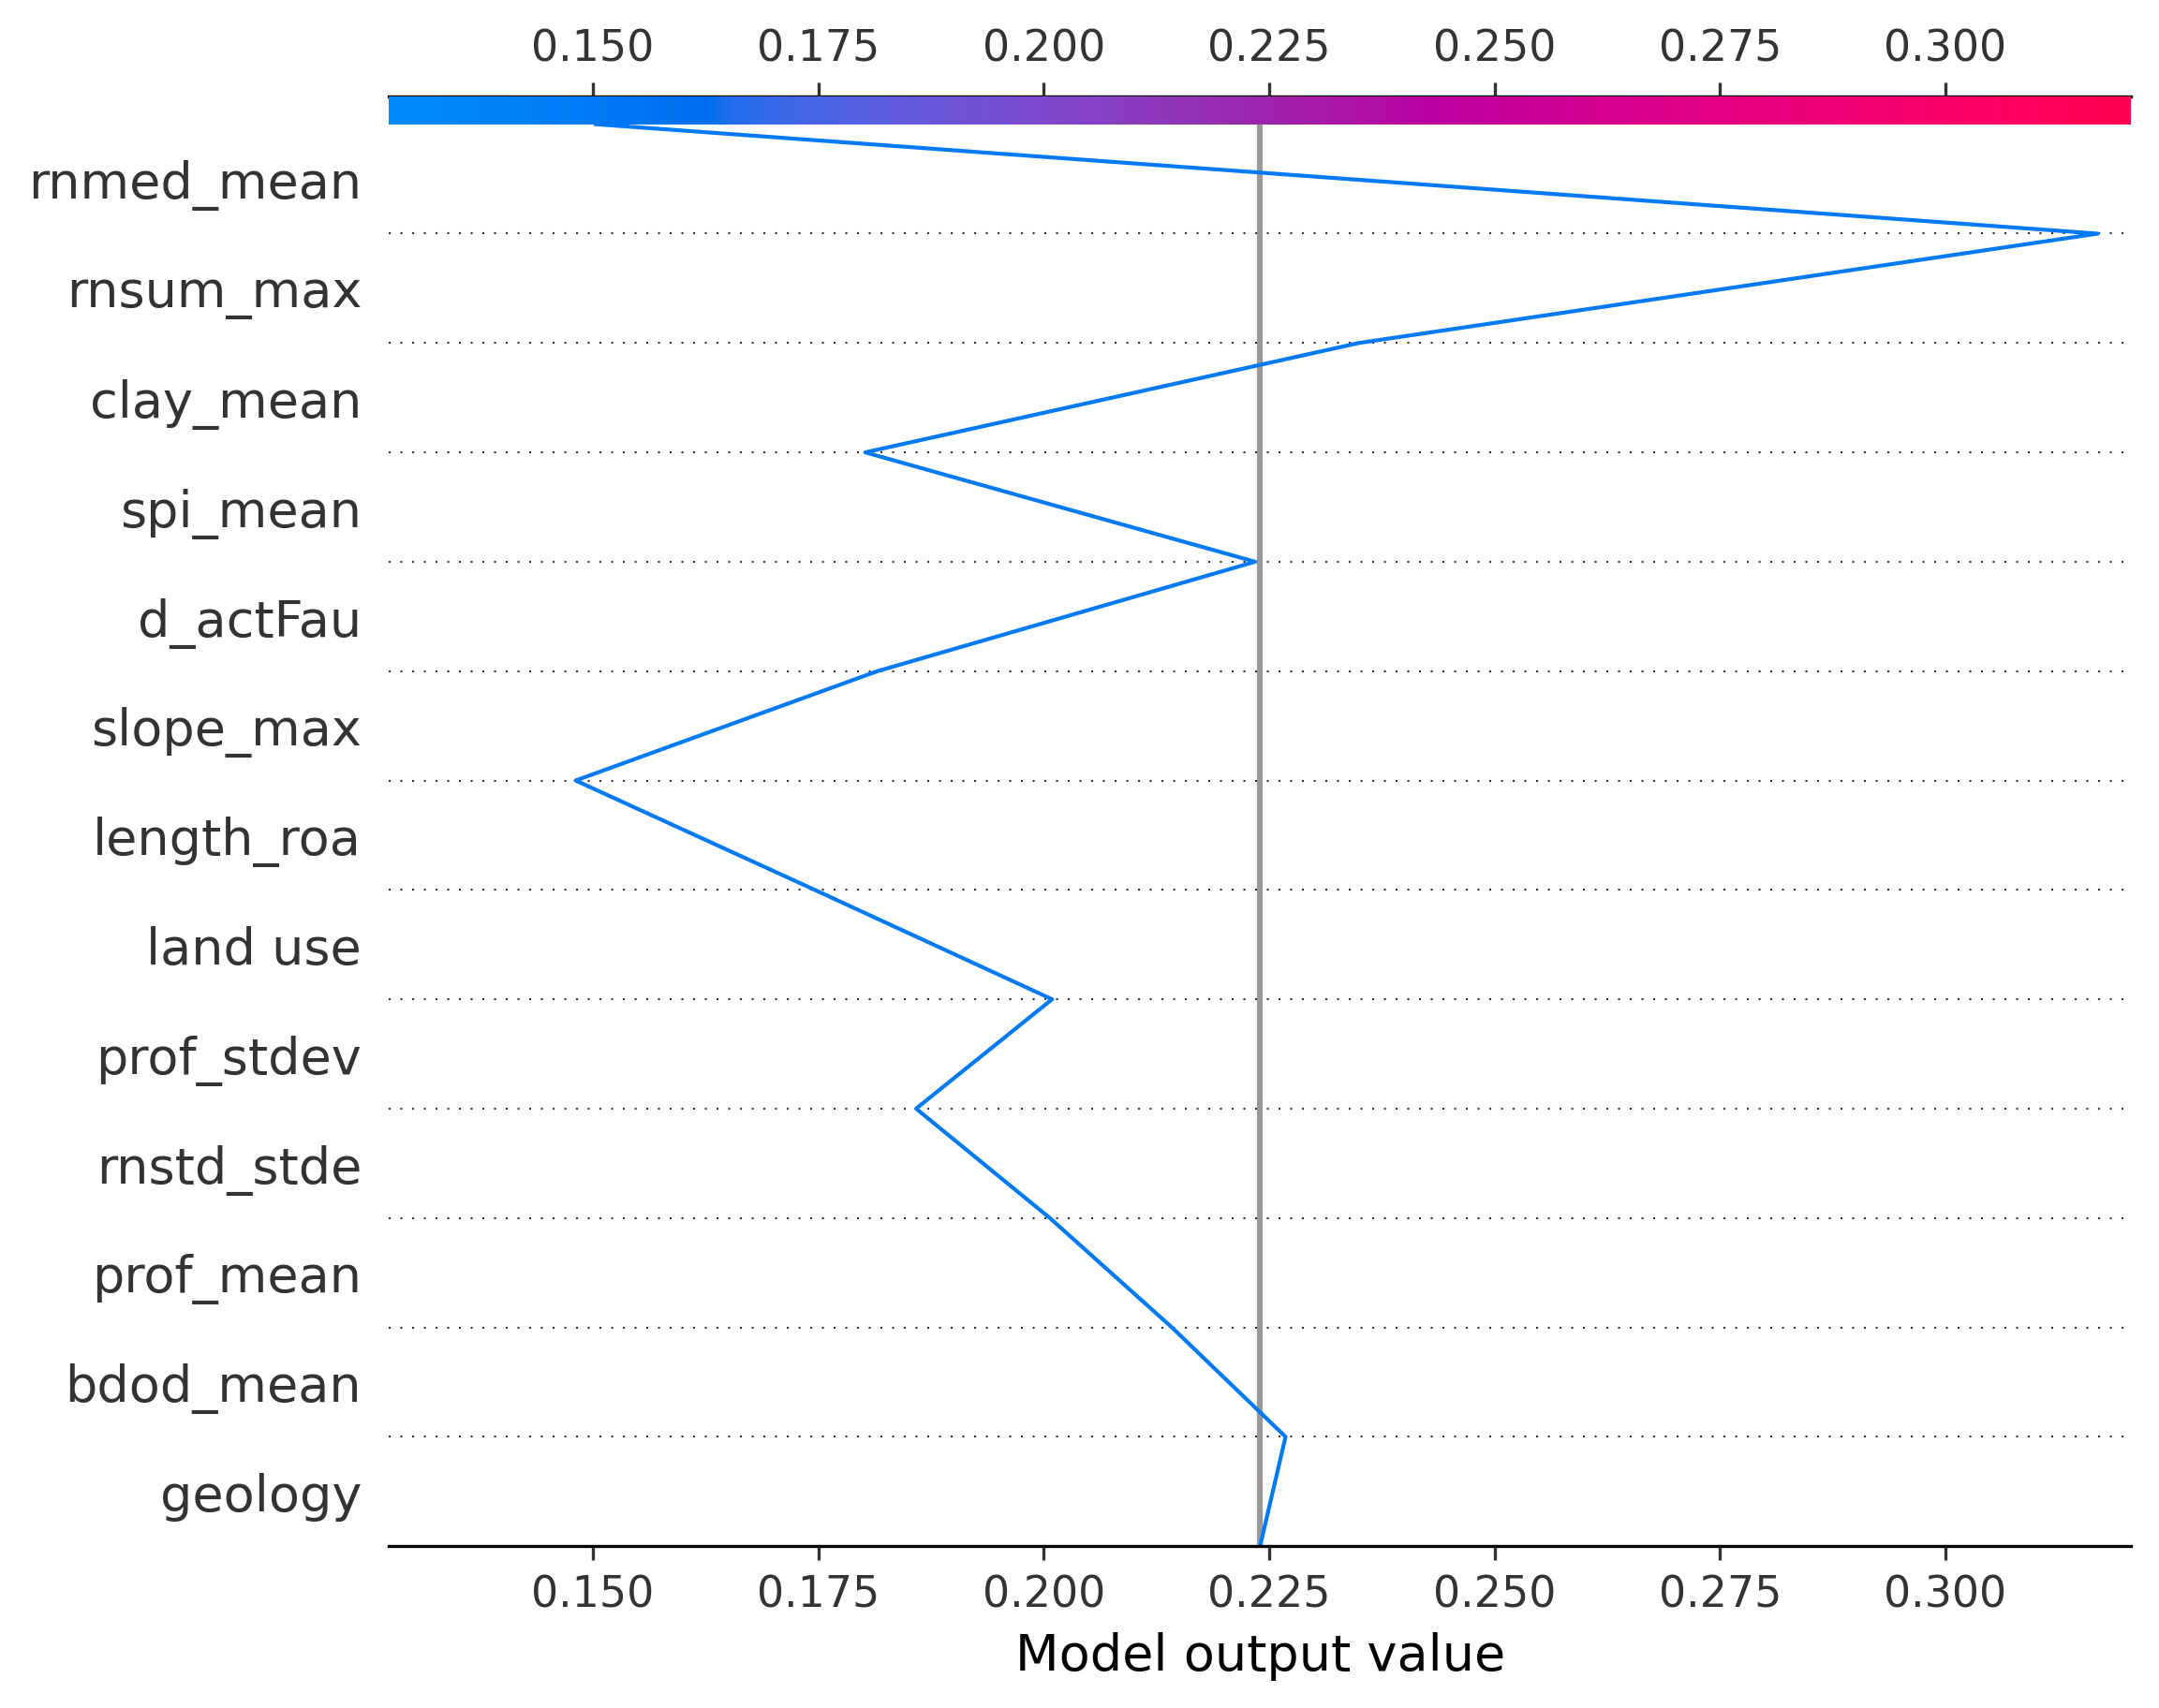 0.150 0.175 0.200 0.225 0.250 0.275 0.300
rnmed_mean
rnsum_max
clay_mean
spi_mean
d_actFau
slope_max
length_roa
land use
prof_stdev
rnstd_stde
prof_mean
bdod_mean
geology
0.150 0.175 0.200 0.225 0.250 0.275 0.300
Model output value